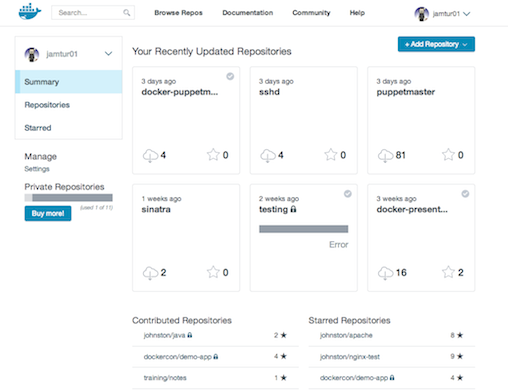 Search...
Browse Repos
Documentation
Community
Help
jamtur01
jamtur01
Summary
Repositories
Starred
Manage
Settings
Private Repositories
(used 1 of 11)
Buy more!
Your Recently Updated Repositories
+ Add Repository
3 days ago
docker-puppetm...
4
0
3 days ago
sshd
4
0
3 days ago
puppetmaster
81
0
1 weeks ago
sinatra
2
0
2 weeks ago
testing
Error
3 weeks ago
docker-present...
16
2
Contributed Repositories
johnston/java
2
dockercon/demo-app
4
training/notes
1
Starred Repositories
johnston/apache
8
johnston/nginx-test
9
dockercon/demo-app
4